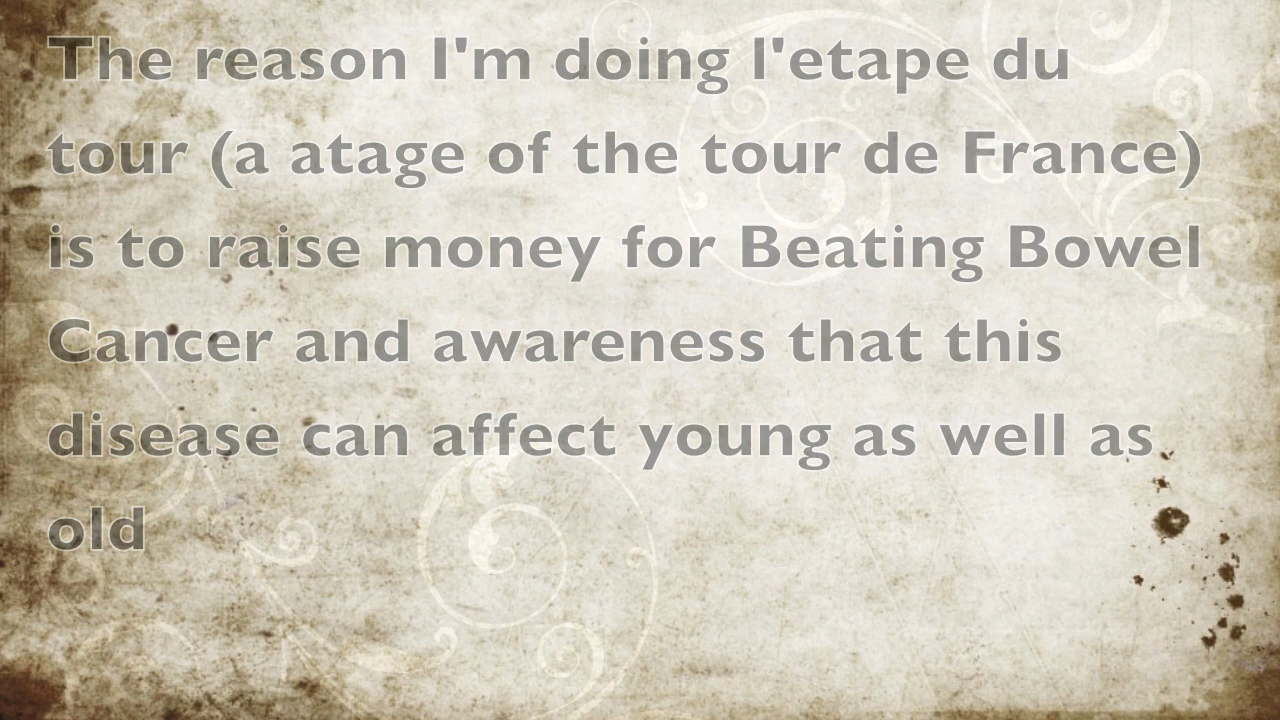 The reason I'm doing l'etape du
tour (a atage of the tour de France)
is to raise money for Beating Bowel
Cancer and awareness that this
disease can affect young as well as
old